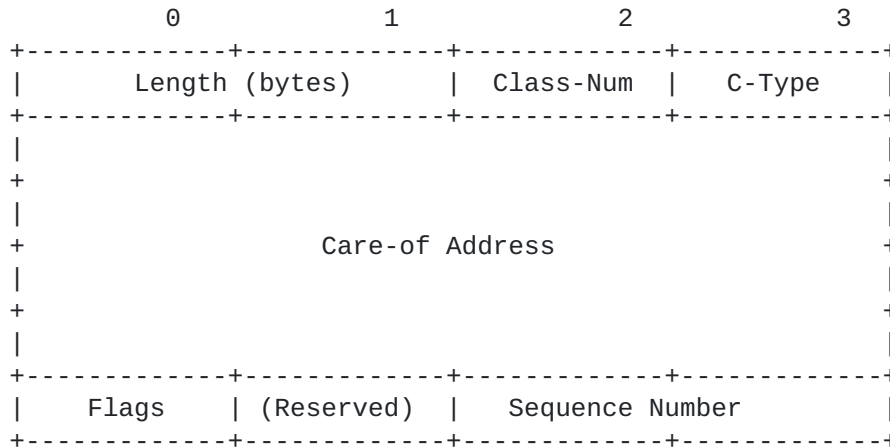 0 1 2 3
+-------------+-------------+-------------+-------------+
| Length (bytes) | Class-Num | C-Type |
+-------------+-------------+-------------+-------------+
| |
+ +
| |
+ Care-of Address +
| |
+ +
| |
+-------------+-------------+-------------+-------------+
| Flags | (Reserved) | Sequence Number |
+-------------+-------------+-------------+-------------+